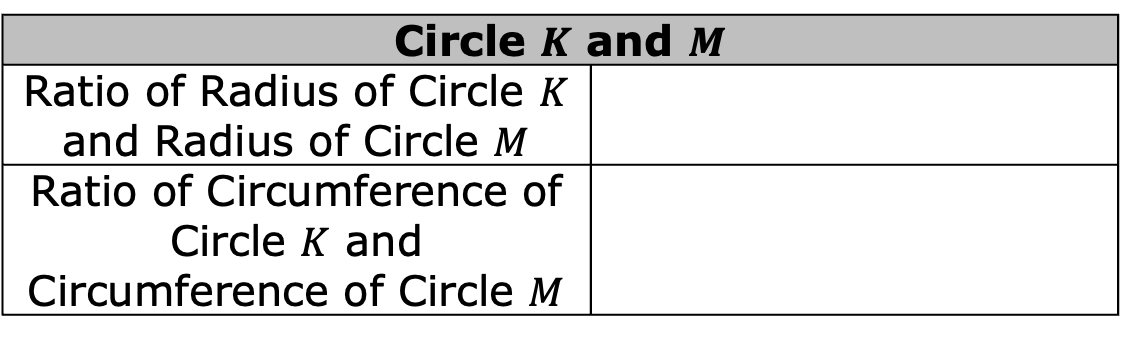 Circle K and M
Ratio of Radius of Circle K
and Radius of Circle M
Ratio of Circumference of
Circle K and
Circumference of Circle M